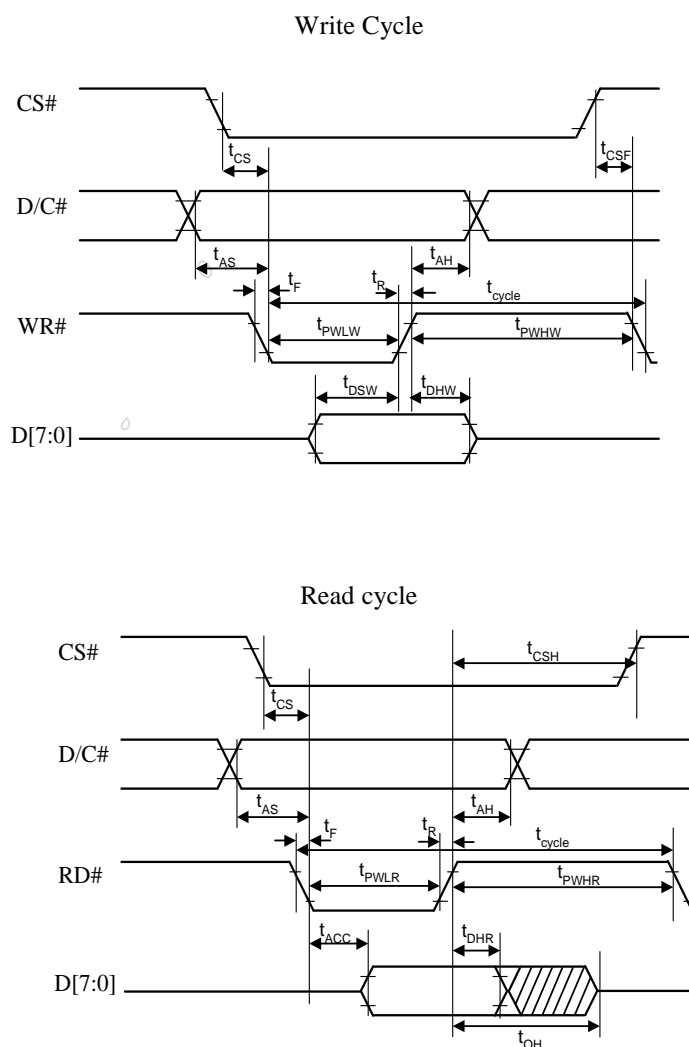 Write Cycle
CS#
tCS
tCSF
D/C#
tAS
tAH
tF
tR
tcycle
WR#
tPWLW
tPWHW
tDSW
tDHW
D[7:0]
Read cycle
CS#
tCSH
tCS
D/C#
tAS
tAH
tF
tR
tcycle
RD#
tPWLR
tPWHR
tACC
tDHR
D[7:0]
tOH